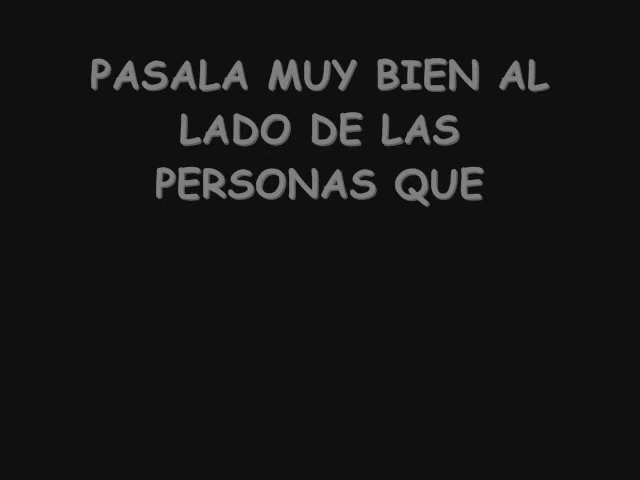 PASALA MUY BIEN AL
LADO DE LAS
PERSONAS QUE